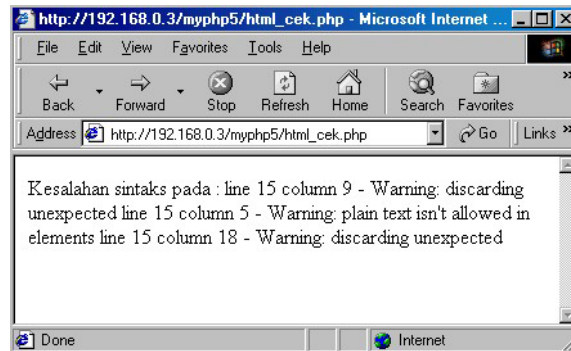 http://192.168.0.3/myphp5/html_cek.php - Microsoft Internet ...
File Edit View Favorites Tools Help
Back Forward Stop Refresh Home Search Favorites »
Address http://192.168.0.3/myphp5/html_cek.php Go Links »
Kesalahan sintaks pada : line 15 column 9 - Warning: discarding
unexpected line 15 column 5 - Warning: plain text isn't allowed in
elements line 15 column 18 - Warning: discarding unexpected
Done Internet